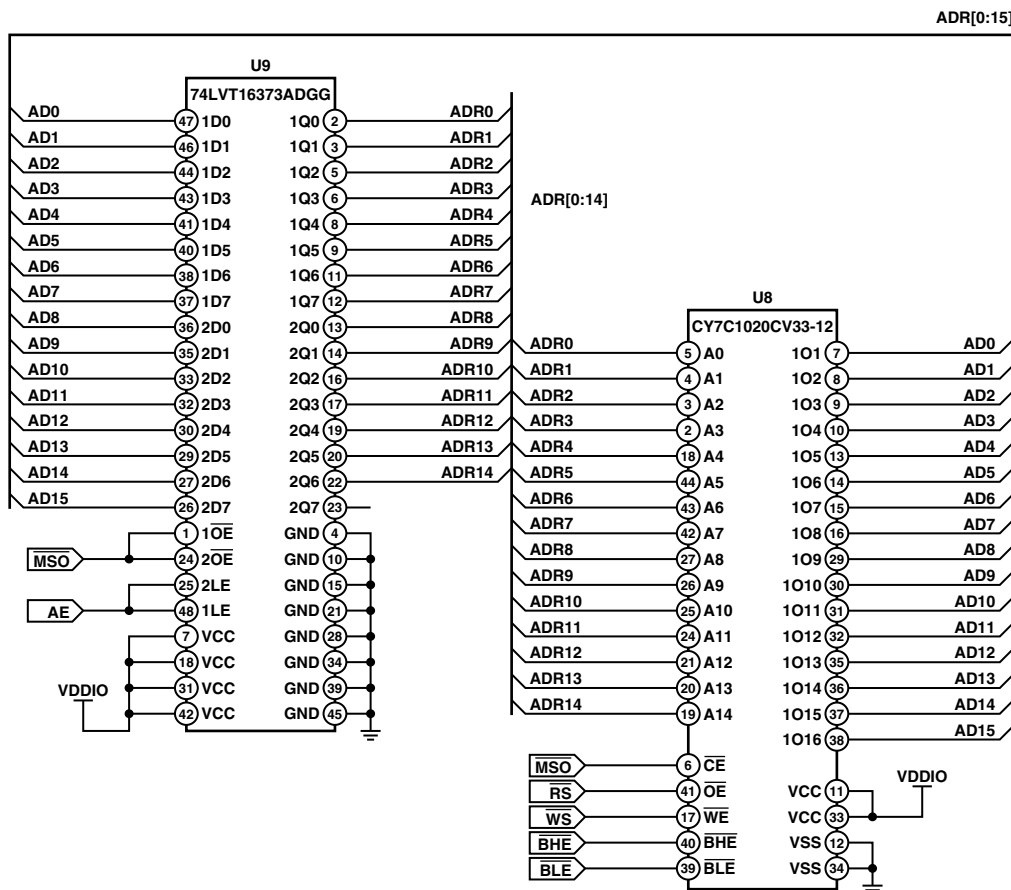 ADR[0:15]
U9
74LVT16373ADGG
AD0 47 1D0 1Q0 2 ADR0
AD1 46 1D1 1Q1 3 ADR1
AD2 44 1D2 1Q2 5 ADR2
AD3 43 1D3 1Q3 6 ADR3
ADR[0:14]
AD4 41 1D4 1Q4 8 ADR4
AD5 40 1D5 1Q5 9 ADR5
AD6 38 1D6 1Q6 11 ADR6
AD7 37 1D7 1Q7 12 ADR7
AD8 36 2D0 2Q0 13 ADR8
AD9 35 2D1 2Q1 14 ADR9
AD10 33 2D2 2Q2 16 ADR10
AD11 32 2D3 2Q3 17 ADR11
AD12 30 2D4 2Q4 19 ADR12
AD13 29 2D5 2Q5 20 ADR13
AD14 27 2D6 2Q6 22 ADR14
AD15 26 2D7 2Q7 23
1 1OE GND 4
MSO 24 2OE GND 10
25 2LE GND 15
AE 48 1LE GND 21
7 VCC GND 28
18 VCC GND 34
VDDIO 31 VCC GND 39
42 VCC GND 45
U8
CY7C1020CV33-12
ADR0 5 A0 1O1 7 AD0
ADR1 4 A1 1O2 8 AD1
ADR2 3 A2 1O3 9 AD2
ADR3 2 A3 1O4 10 AD3
ADR4 18 A4 1O5 13 AD4
ADR5 44 A5 1O6 14 AD5
ADR6 43 A6 1O7 15 AD6
ADR7 42 A7 1O8 16 AD7
ADR8 27 A8 1O9 29 AD8
ADR9 26 A9 1O10 30 AD9
ADR10 25 A10 1O11 31 AD10
ADR11 24 A11 1O12 32 AD11
ADR12 21 A12 1O13 35 AD12
ADR13 20 A13 1O14 36 AD13
ADR14 19 A14 1O15 37 AD14
1O16 38 AD15
MSO 6 CE
RS 41 OE VCC 11 VDDIO
WS 17 WE VCC 33
BHE 40 BHE VSS 12
BLE 39 BLE VSS 34